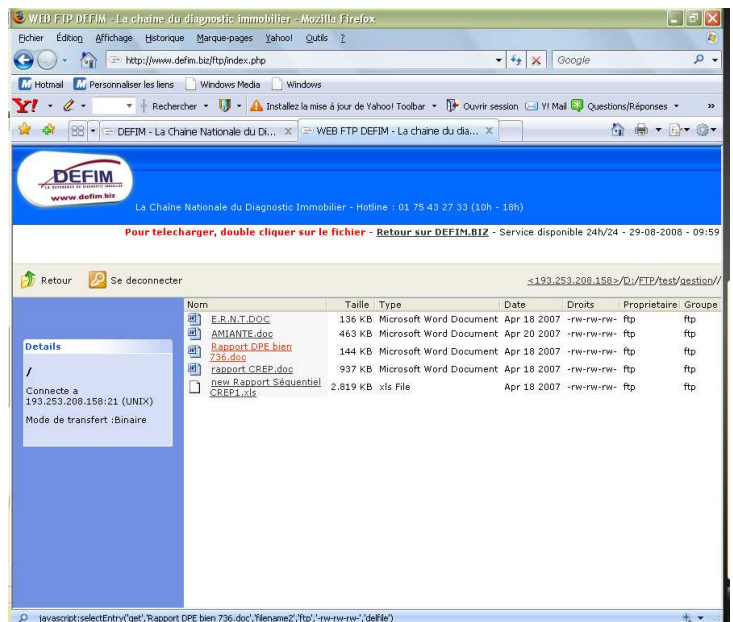 WEB FTP DEFIM - La chaine du diagnostic immobilier - Mozilla Firefox
Fichier Édition Affichage Historique Marque-pages Yahoo! Outils ?
http://www.defim.biz/ftp/index.php Google
Hotmail Personnaliser les liens Windows Media Windows
Y! Rechercher Installez la mise à jour de Yahoo! Toolbar Ouvrir session Y! Mail Questions/Réponses »
DEFIM - La Chaine Nationale du Di... WEB FTP DEFIM - La chaine du dia...
DEFIM
LA REFERENCE DU DIAGNOSTIC IMMOBILIER
www.defim.biz
La Chaîne Nationale du Diagnostic Immobilier - Hotline : 01 75 43 27 33 (10h - 18h)
Pour telecharger, double cliquer sur le fichier - Retour sur DEFIM.BIZ - Service disponible 24h/24 - 29-08-2008 - 09:59
Retour Se deconnecter <193.253.208.158>/D:/FTP/test/gestion//
Nom Taille Type Date Droits Proprietaire Groupe
E.R.N.T.DOC 136 KB Microsoft Word Document Apr 18 2007 -rw-rw-rw- ftp ftp
AMIANTE.doc 463 KB Microsoft Word Document Apr 20 2007 -rw-rw-rw- ftp ftp
Rapport DPE bien
736.doc 144 KB Microsoft Word Document Apr 18 2007 -rw-rw-rw- ftp ftp
rapport CREP.doc 937 KB Microsoft Word Document Apr 18 2007 -rw-rw-rw- ftp ftp
new Rapport Séquentiel
CREP1.xls 2.819 KB xls File Apr 18 2007 -rw-rw-rw- ftp ftp
Details
/
Connecte a
193.253.208.158:21 (UNIX)
Mode de transfert :Binaire
javascript:selectEntry('get','Rapport DPE bien 736.doc','filename2','ftp','-rw-rw-rw-','delfile')